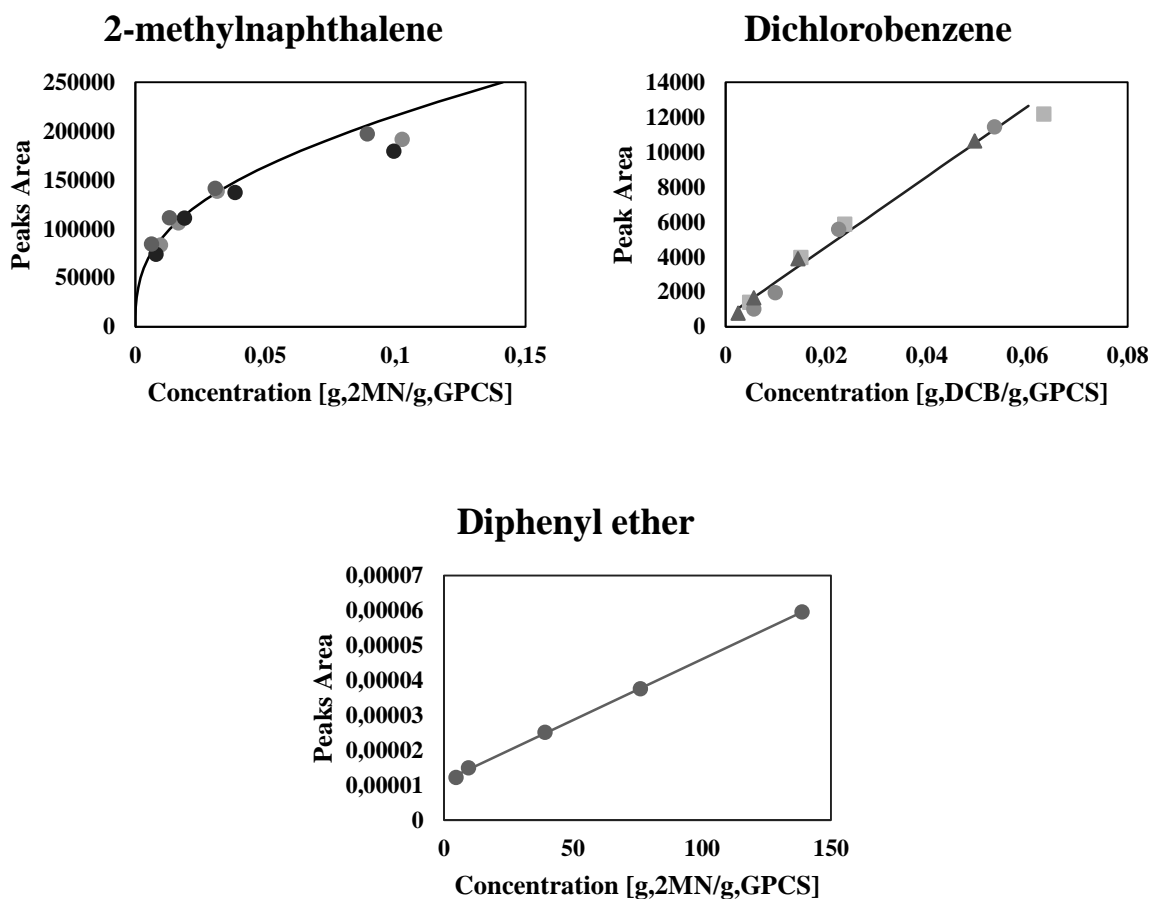 2-methylnaphthalene
250000
200000
150000
100000
50000
0
Peaks Area
0 0,05 0,1 0,15
Concentration [g,2MN/g,GPCS]
Dichlorobenzene
14000
12000
10000
8000
6000
4000
2000
0
Peak Area
0 0,02 0,04 0,06 0,08
Concentration [g,DCB/g,GPCS]
Diphenyl ether
0,00007
0,00006
0,00005
0,00004
0,00003
0,00002
0,00001
0
Peaks Area
0 50 100 150
Concentration [g,2MN/g,GPCS]